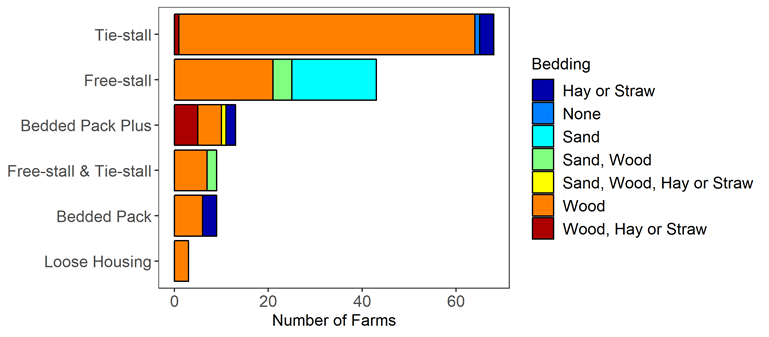 Tie-stall
Free-stall
Bedded Pack Plus
Free-stall & Tie-stall
Bedded Pack
Loose Housing
0 20 40 60
Number of Farms
Bedding
Hay or Straw
None
Sand
Sand, Wood
Sand, Wood, Hay or Straw
Wood
Wood, Hay or Straw